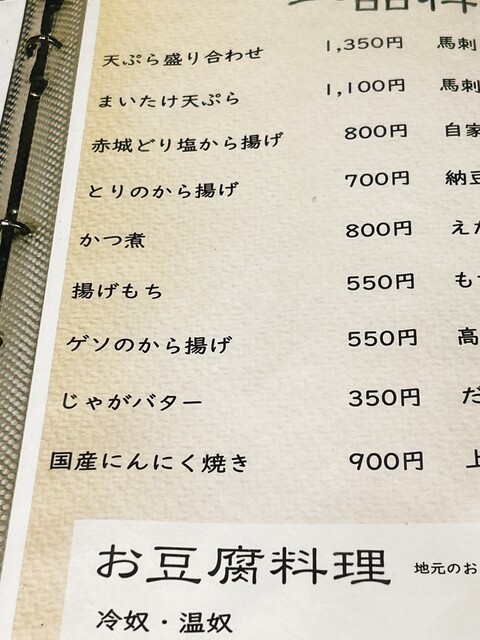 天ぷら盛り合わせ 1,350円 馬刺
まいたけ天ぷら 1,100円 馬刺
赤城どり塩から揚げ 800円 自家
とりのから揚げ 700円 納豆
かつ煮 800円
揚げもち 550円
ゲソのから揚げ 550円 高
じゃがバター 350円
国産にんにく焼き 900円 上
お豆腐料理 地元のお
冷奴・温奴